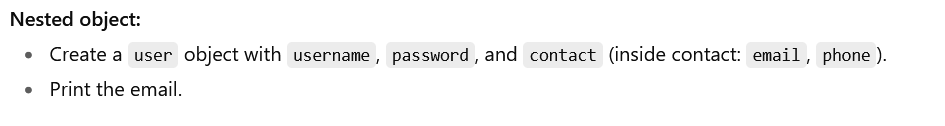 Nested object:
• Create a user object with username, password, and contact (inside contact: email, phone).
• Print the email.